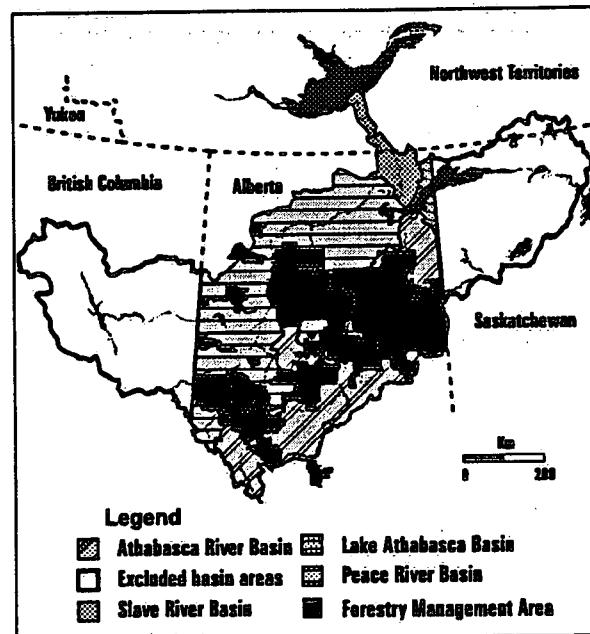 Northwest Territories
Yukon
British Columbia
Alberta
Saskatchewan
Km
0 200
Legend
Athabasca River Basin
Lake Athabasca Basin
Excluded basin areas
Peace River Basin
Slave River Basin
Forestry Management Area